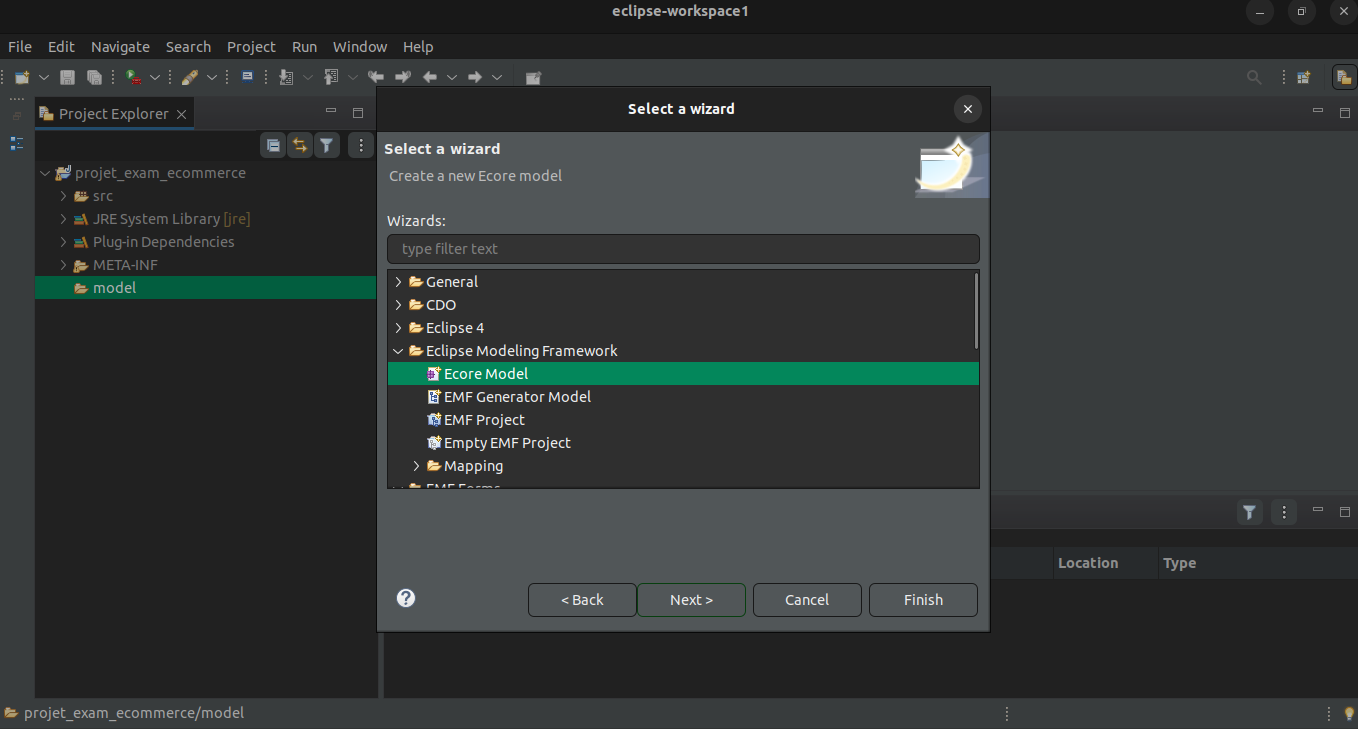 eclipse-workspace1
File Edit Navigate Search Project Run Window Help
Project Explorer
projet_exam_ecommerce
src
JRE System Library [jre]
Plug-in Dependencies
META-INF
model
Select a wizard
Select a wizard
Create a new Ecore model
Wizards:
type filter text
General
CDO
Eclipse 4
Eclipse Modeling Framework
Ecore Model
EMF Generator Model
EMF Project
Empty EMF Project
Mapping
EMF Forms
< Back Next > Cancel Finish
Location Type
projet_exam_ecommerce/model